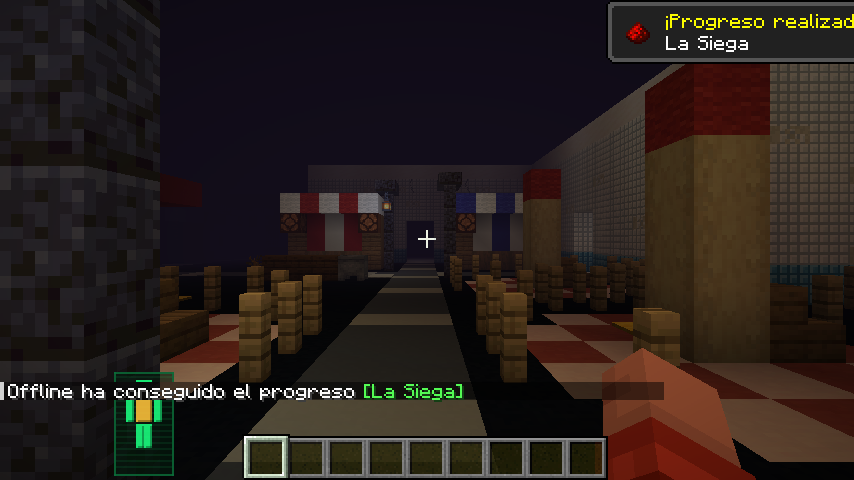 ¡Progreso realizad
La Siega
Offline ha conseguido el progreso [La Siega]